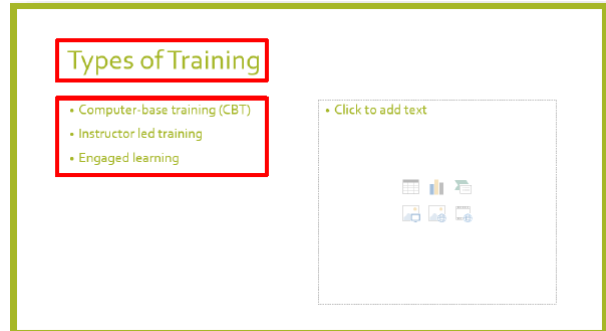 Types of Training
• Computer-base training (CBT)
• Instructor led training
• Engaged learning
• Click to add text